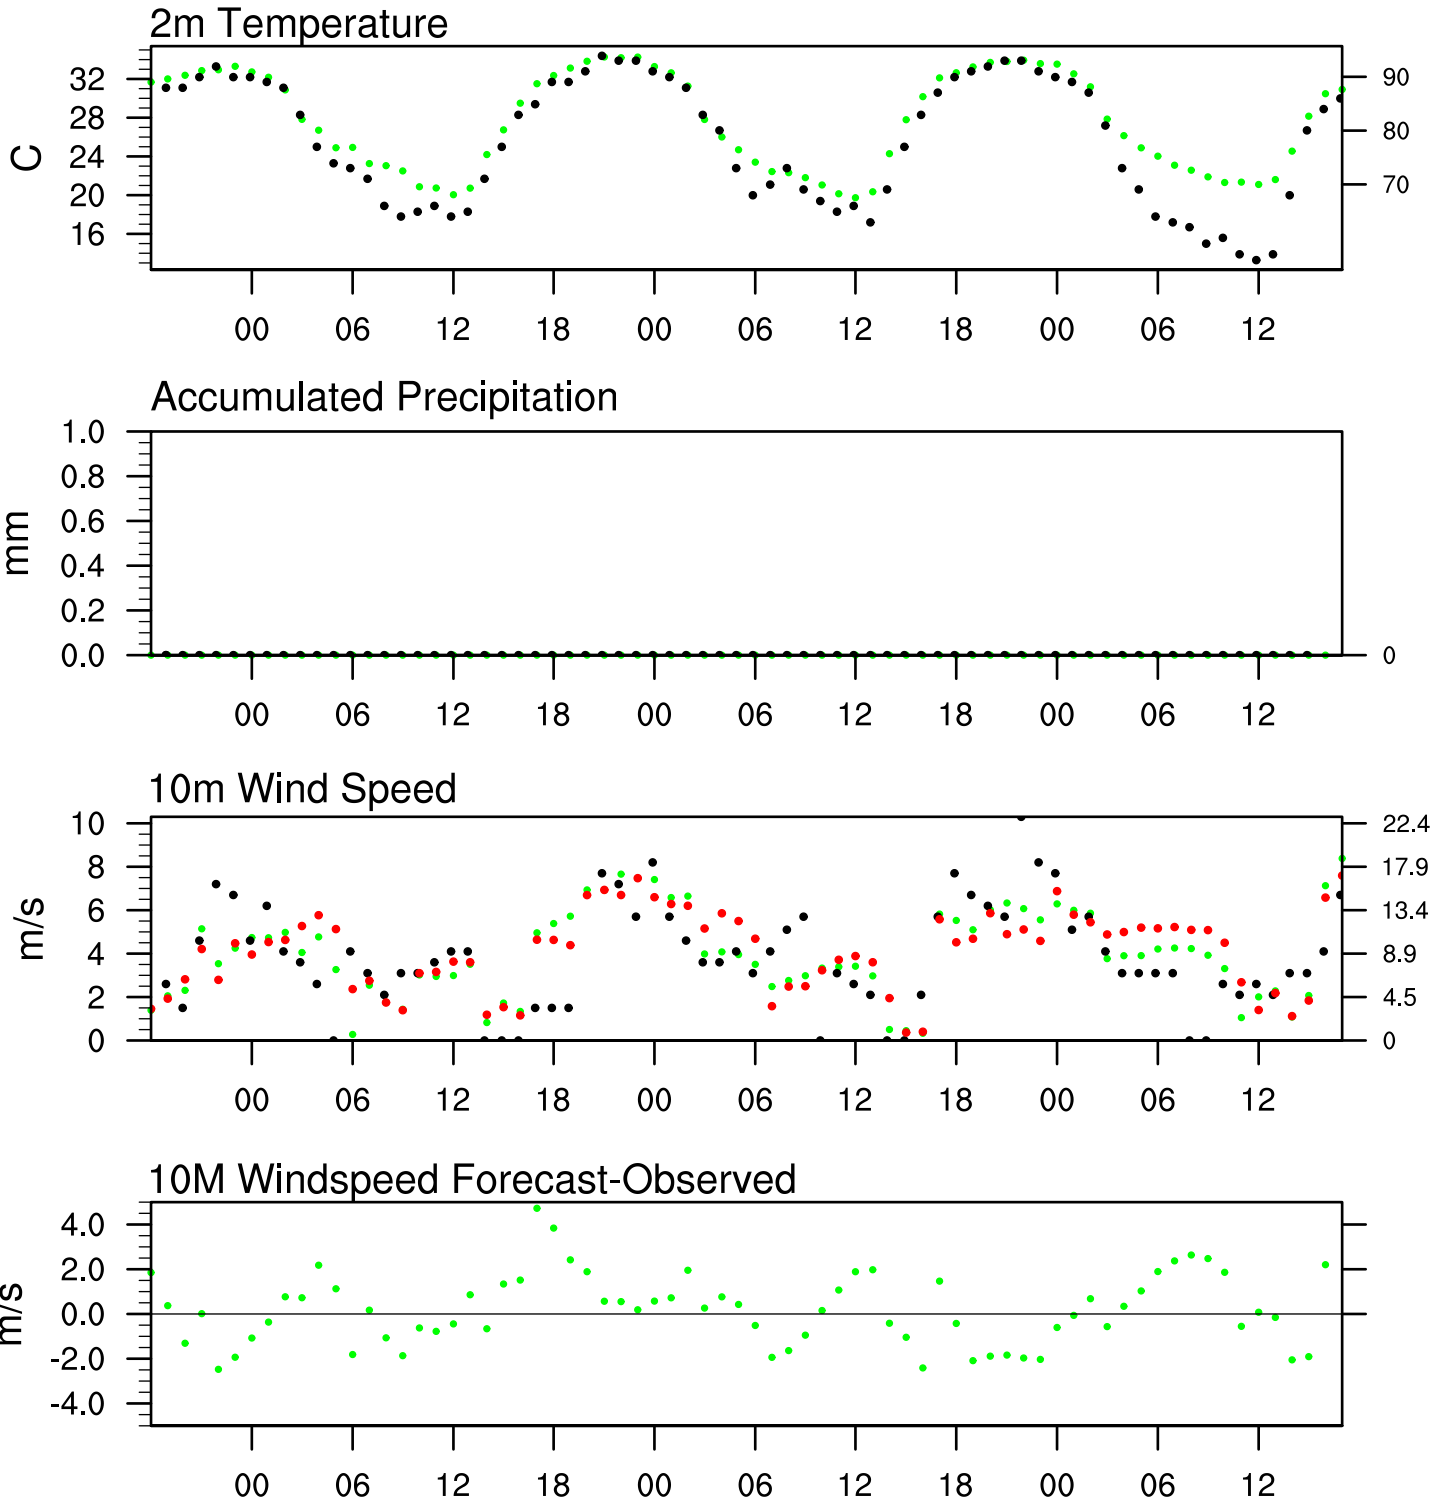 2m Temperature
C
32
28
24
20
16
90
80
70
00 06 12 18 00 06 12 18 00 06 12
Accumulated Precipitation
mm
1.0
0.8
0.6
0.4
0.2
0.0
0
00 06 12 18 00 06 12 18 00 06 12
10m Wind Speed
m/s
10
8
6
4
2
0
22.4
17.9
13.4
8.9
4.5
0
00 06 12 18 00 06 12 18 00 06 12
10M Windspeed Forecast-Observed
m/s
4.0
2.0
0.0
-2.0
-4.0
00 06 12 18 00 06 12 18 00 06 12